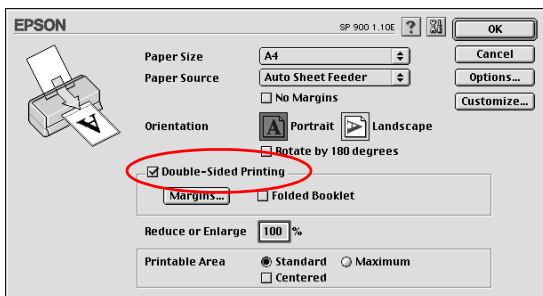 EPSON SP 900 1.10E ? OK
Paper Size A4 Cancel
Paper Source Auto Sheet Feeder Options...
No Margins Customize...
Orientation A Portrait A Landscape
Rotate by 180 degrees
Double-Sided Printing
Margins... Folded Booklet
Reduce or Enlarge 100 %
Printable Area Standard Maximum
Centered
A